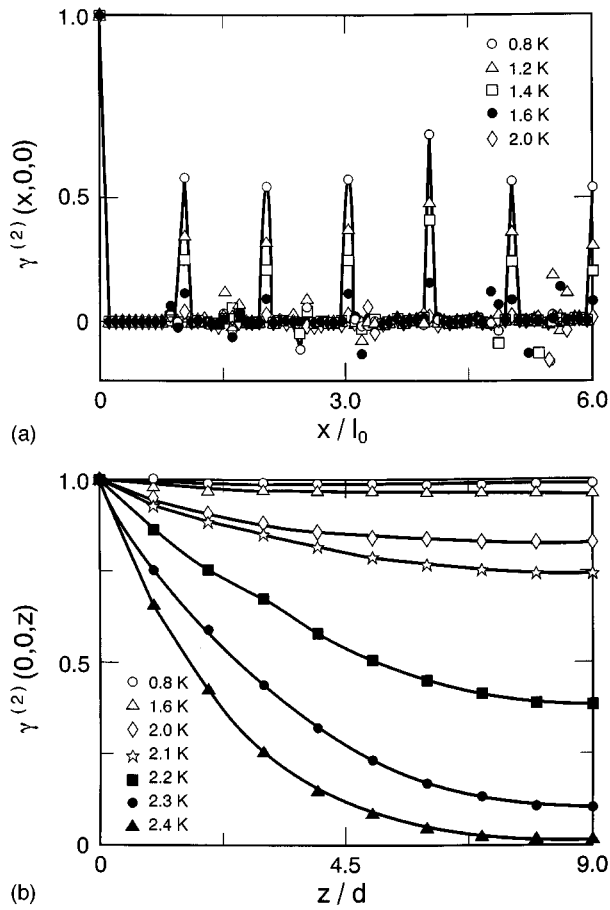 1.0
0.5
0
γ⁽²⁾(x,0,0)
0.8 K
1.2 K
1.4 K
1.6 K
2.0 K
0 3.0 6.0
(a) x / l₀
1.0
0.5
0
γ⁽²⁾(0,0,z)
0.8 K
1.6 K
2.0 K
2.1 K
2.2 K
2.3 K
2.4 K
0 4.5 9.0
(b) z / d